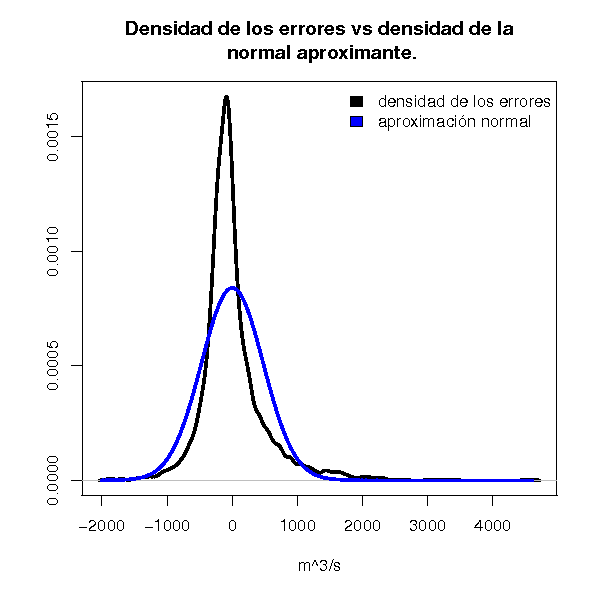 Densidad de los errores vs densidad de la
normal aproximante.
densidad de los errores
aproximación normal
0.0015
0.0010
0.0005
0.0000
−2000 −1000 0 1000 2000 3000 4000
m^3/s